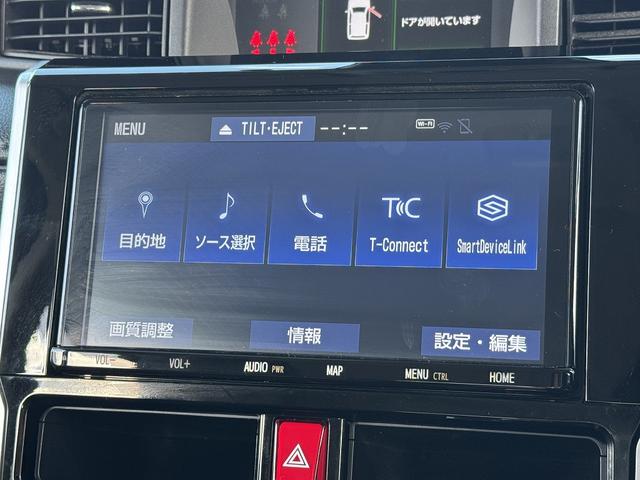 ドアが開いています
MENU
TILT·EJECT --:--
Wi-Fi
目的地
ソース選択
電話
T-Connect
SmartDeviceLink
画質調整
情報
設定・編集
VOL-
VOL+
AUDIO PWR
MAP
MENU CTRL
HOME